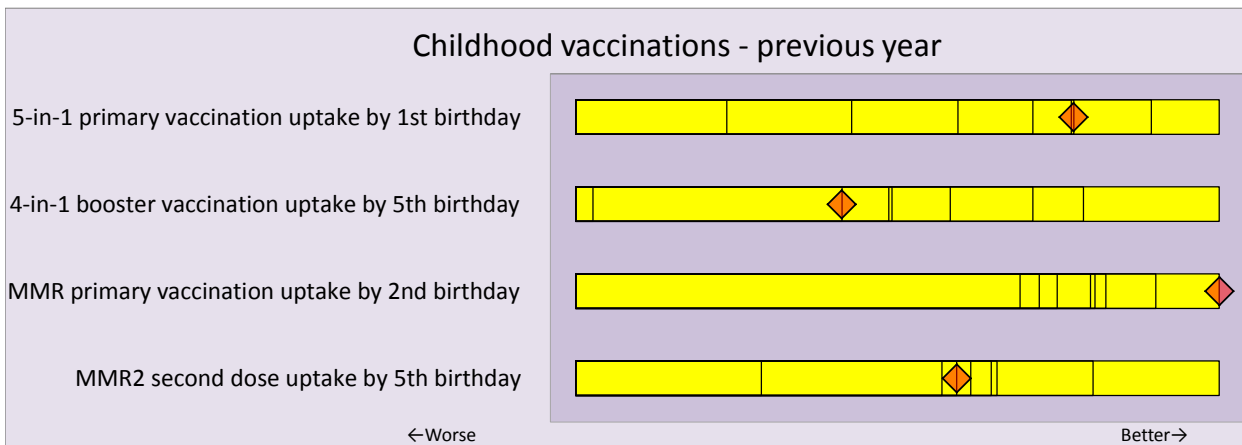 Childhood vaccinations - previous year
5-in-1 primary vaccination uptake by 1st birthday
4-in-1 booster vaccination uptake by 5th birthday
MMR primary vaccination uptake by 2nd birthday
MMR2 second dose uptake by 5th birthday
←Worse Better→